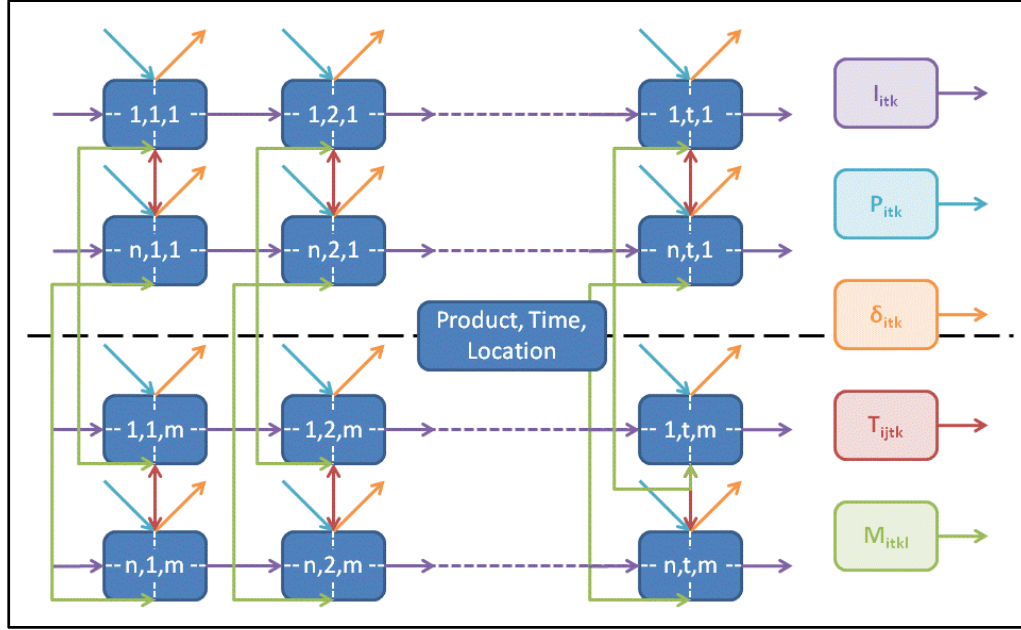 1,1,1
1,2,1
1,t,1
I_itk
P_itk
n,1,1
n,2,1
n,t,1
δ_itk
Product, Time,
Location
1,1,m
1,2,m
1,t,m
T_ijtk
M_itkl
n,1,m
n,2,m
n,t,m